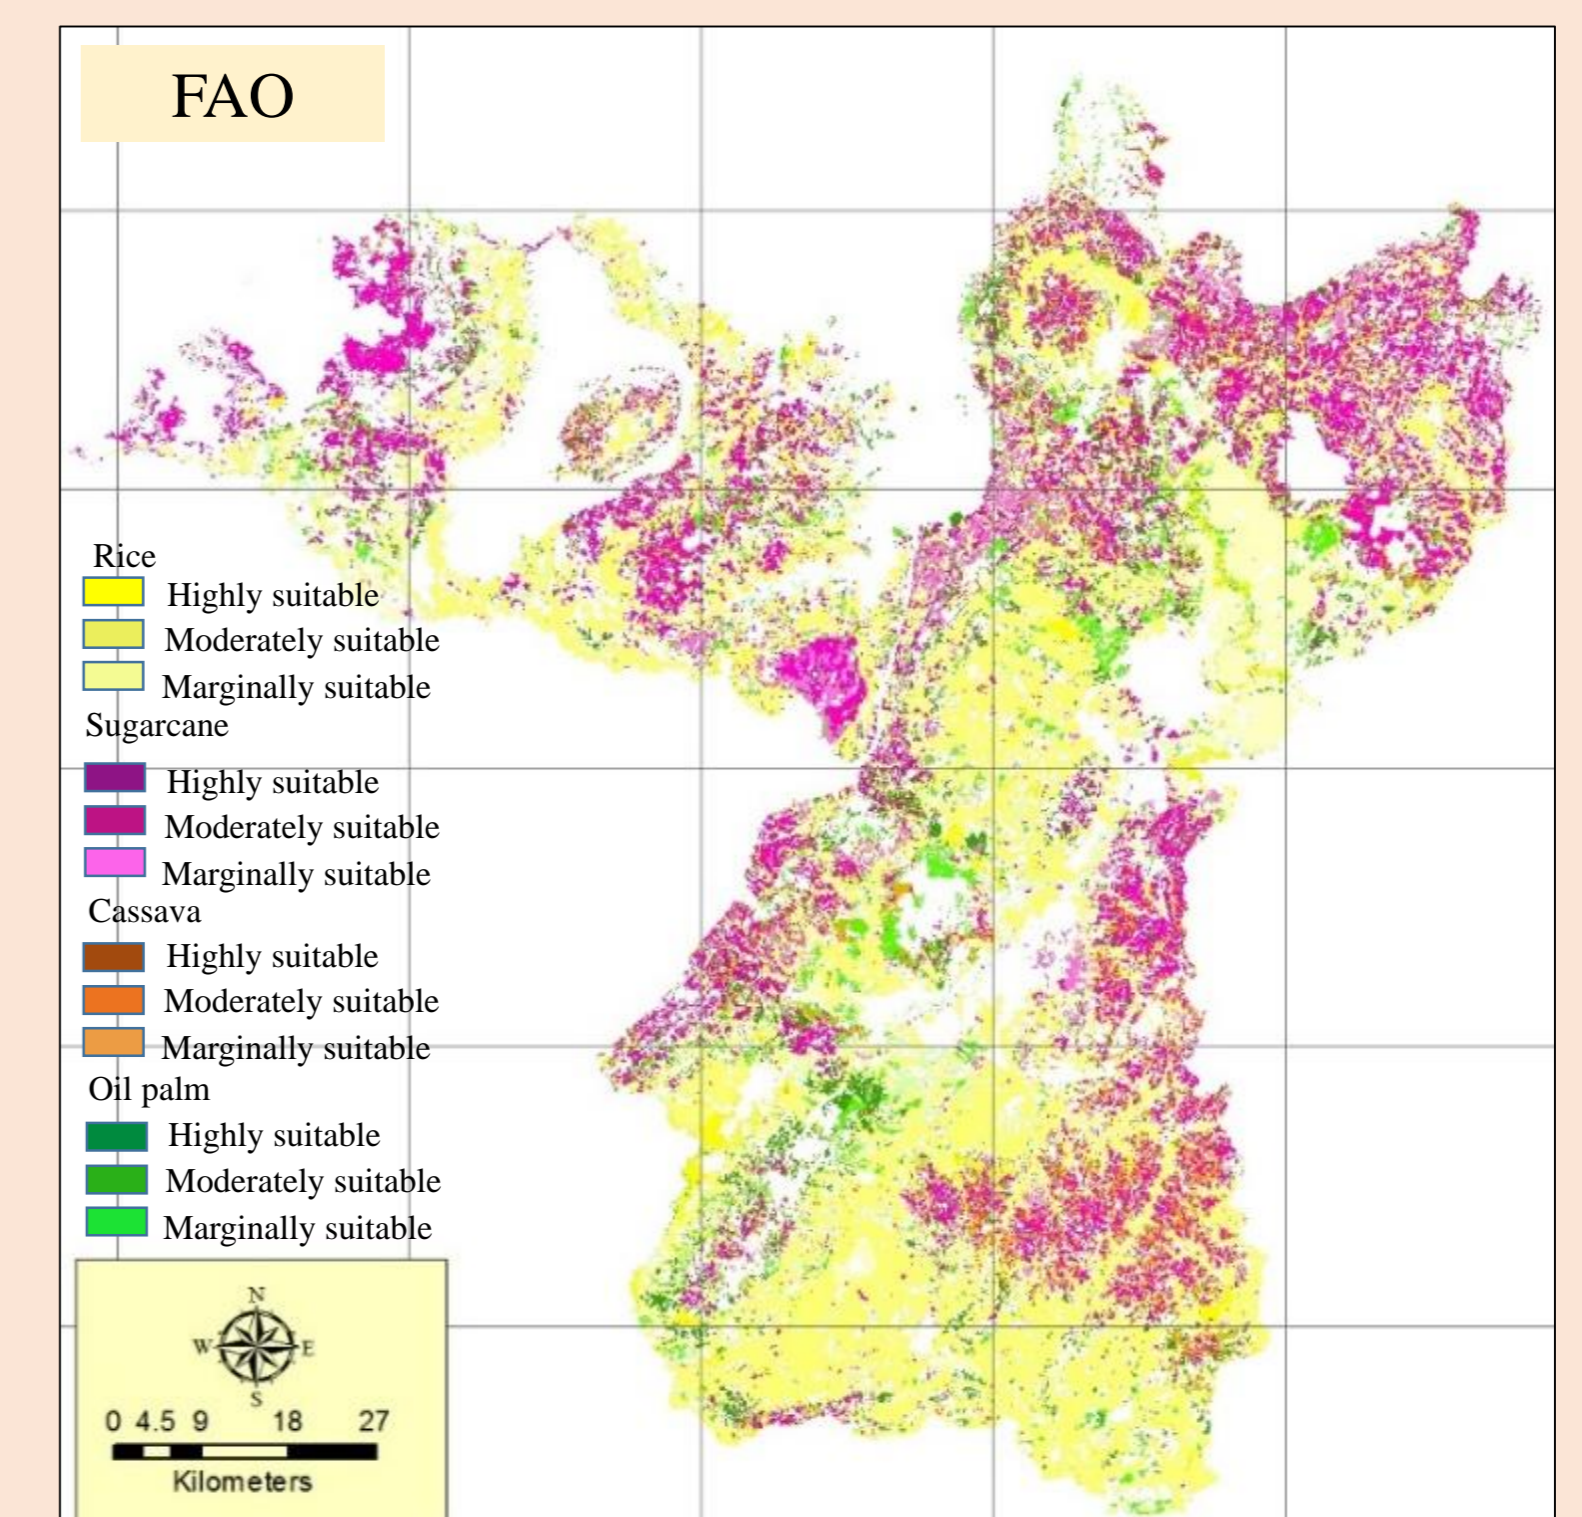 FAO
Rice
Highly suitable
Moderately suitable
Marginally suitable
Sugarcane
Highly suitable
Moderately suitable
Marginally suitable
Cassava
Highly suitable
Moderately suitable
Marginally suitable
Oil palm
Highly suitable
Moderately suitable
Marginally suitable
N
W E
S
0 4.5 9 18 27
Kilometers